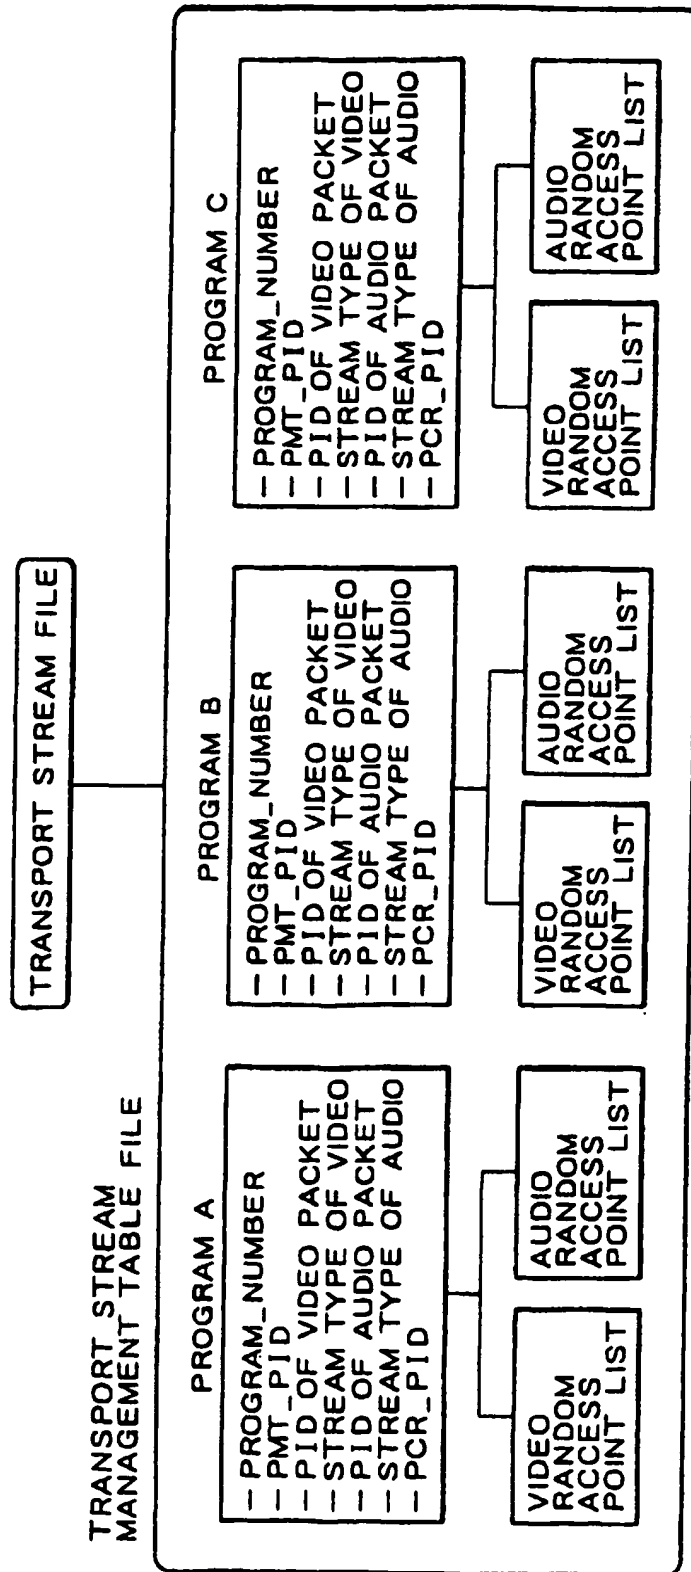 TRANSPORT STREAM FILE
TRANSPORT STREAM
MANAGEMENT TABLE FILE
PROGRAM A
— PROGRAM_NUMBER
— PMT_PID
— PID OF VIDEO PACKET
— STREAM TYPE OF VIDEO
— PID OF AUDIO PACKET
— STREAM TYPE OF AUDIO
— PCR_PID
VIDEO
RANDOM
ACCESS
POINT LIST
AUDIO
RANDOM
ACCESS
POINT LIST
PROGRAM B
— PROGRAM_NUMBER
— PMT_PID
— PID OF VIDEO PACKET
— STREAM TYPE OF VIDEO
— PID OF AUDIO PACKET
— STREAM TYPE OF AUDIO
— PCR_PID
VIDEO
RANDOM
ACCESS
POINT LIST
AUDIO
RANDOM
ACCESS
POINT LIST
PROGRAM C
— PROGRAM_NUMBER
— PMT_PID
— PID OF VIDEO PACKET
— STREAM TYPE OF VIDEO
— PID OF AUDIO PACKET
— STREAM TYPE OF AUDIO
— PCR_PID
VIDEO
RANDOM
ACCESS
POINT LIST
AUDIO
RANDOM
ACCESS
POINT LIST